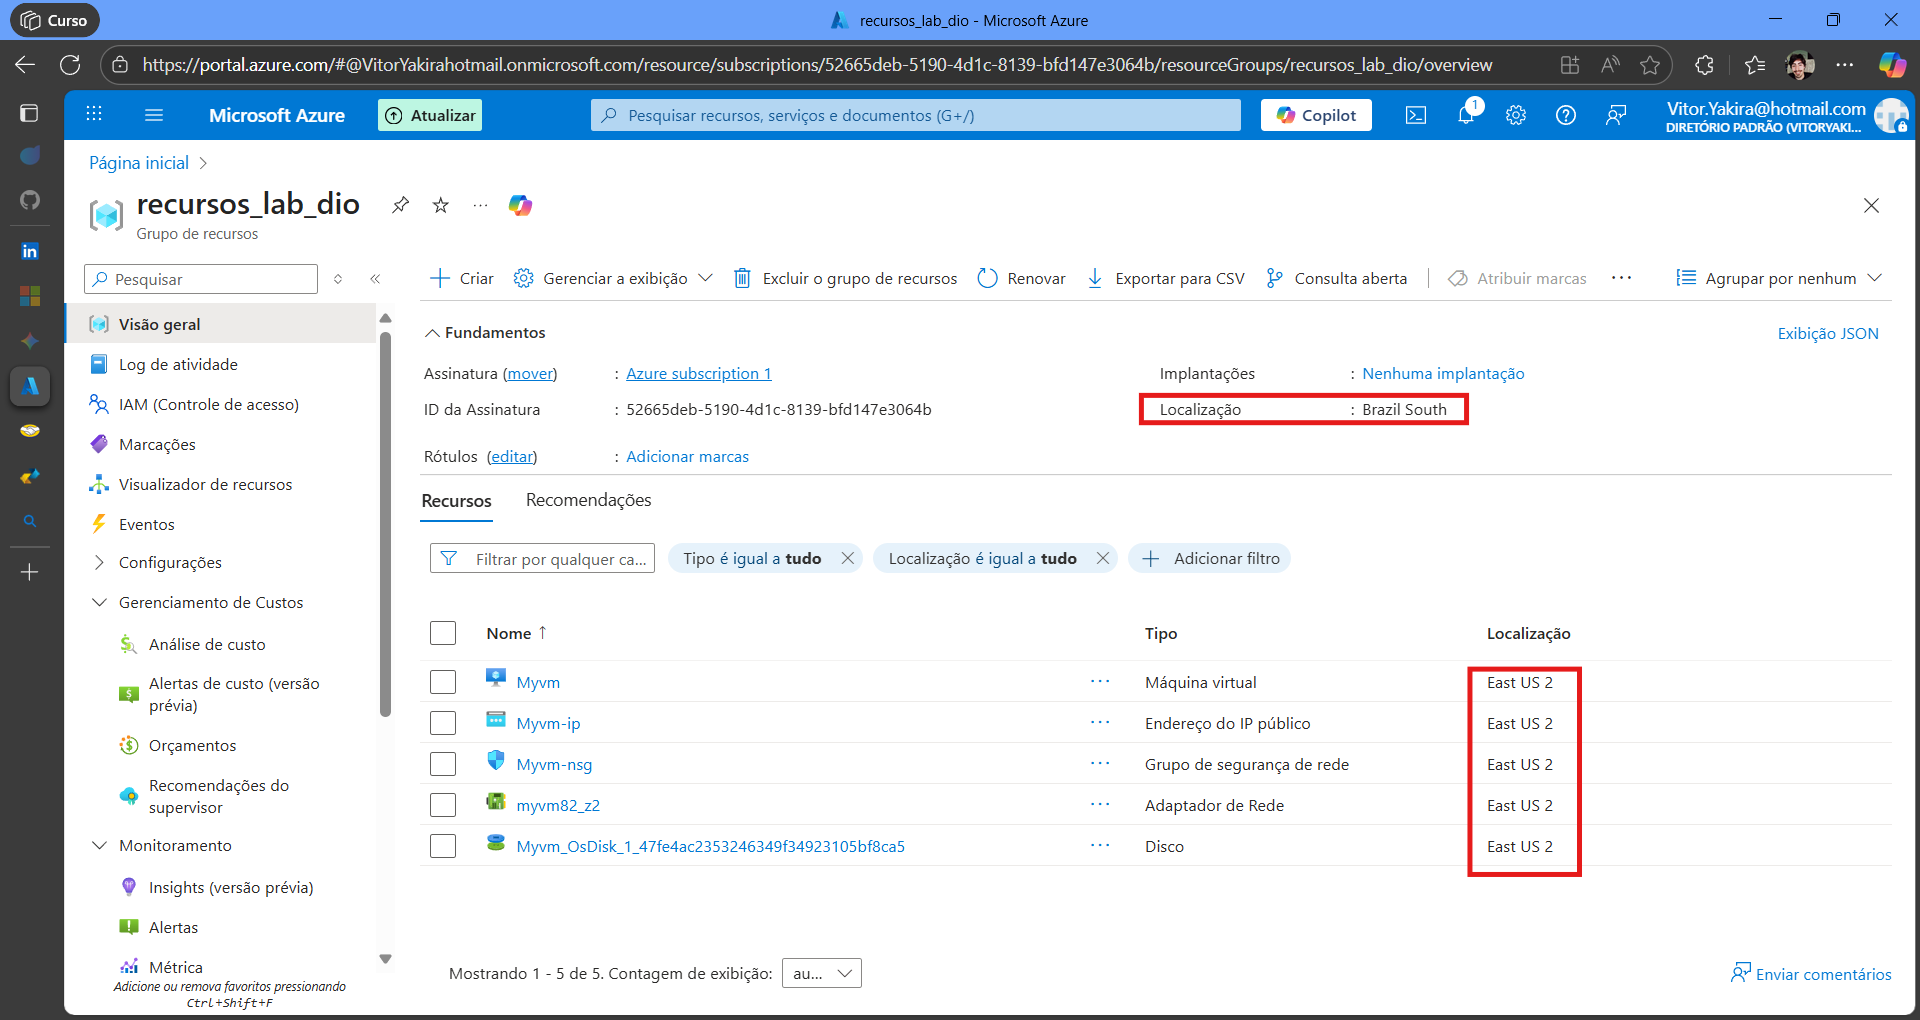 Curso
recursos_lab_dio - Microsoft Azure
https://portal.azure.com/#@VitorYakirahotmail.onmicrosoft.com/resource/subscriptions/52665deb-5190-4d1c-8139-bfd147e3064b/resourceGroups/recursos_lab_dio/overview
Microsoft Azure
Atualizar
Pesquisar recursos, serviços e documentos (G+/)
Copilot
1
Vitor.Yakira@hotmail.com
DIRETÓRIO PADRÃO (VITORYAKI...
Página inicial
recursos_lab_dio
Grupo de recursos
Pesquisar
Criar
Gerenciar a exibição
Excluir o grupo de recursos
Renovar
Exportar para CSV
Consulta aberta
Atribuir marcas
Agrupar por nenhum
Visão geral
Log de atividade
IAM (Controle de acesso)
Marcações
Visualizador de recursos
Eventos
Configurações
Gerenciamento de Custos
Análise de custo
Alertas de custo (versão
prévia)
Orçamentos
Recomendações do
supervisor
Monitoramento
Insights (versão prévia)
Alertas
Métrica
Adicione ou remova favoritos pressionando
Ctrl+Shift+F
Fundamentos
Exibição JSON
Assinatura (mover) : Azure subscription 1
Implantações : Nenhuma implantação
ID da Assinatura : 52665deb-5190-4d1c-8139-bfd147e3064b
Localização : Brazil South
Rótulos (editar) : Adicionar marcas
Recursos
Recomendações
Filtrar por qualquer ca...
Tipo é igual a tudo
Localização é igual a tudo
Adicionar filtro
Nome ↑ Tipo Localização
Myvm ... Máquina virtual East US 2
Myvm-ip ... Endereço do IP público East US 2
Myvm-nsg ... Grupo de segurança de rede East US 2
myvm82_z2 ... Adaptador de Rede East US 2
Myvm_OsDisk_1_47fe4ac2353246349f34923105bf8ca5 ... Disco East US 2
Mostrando 1 - 5 de 5. Contagem de exibição: au...
Enviar comentários